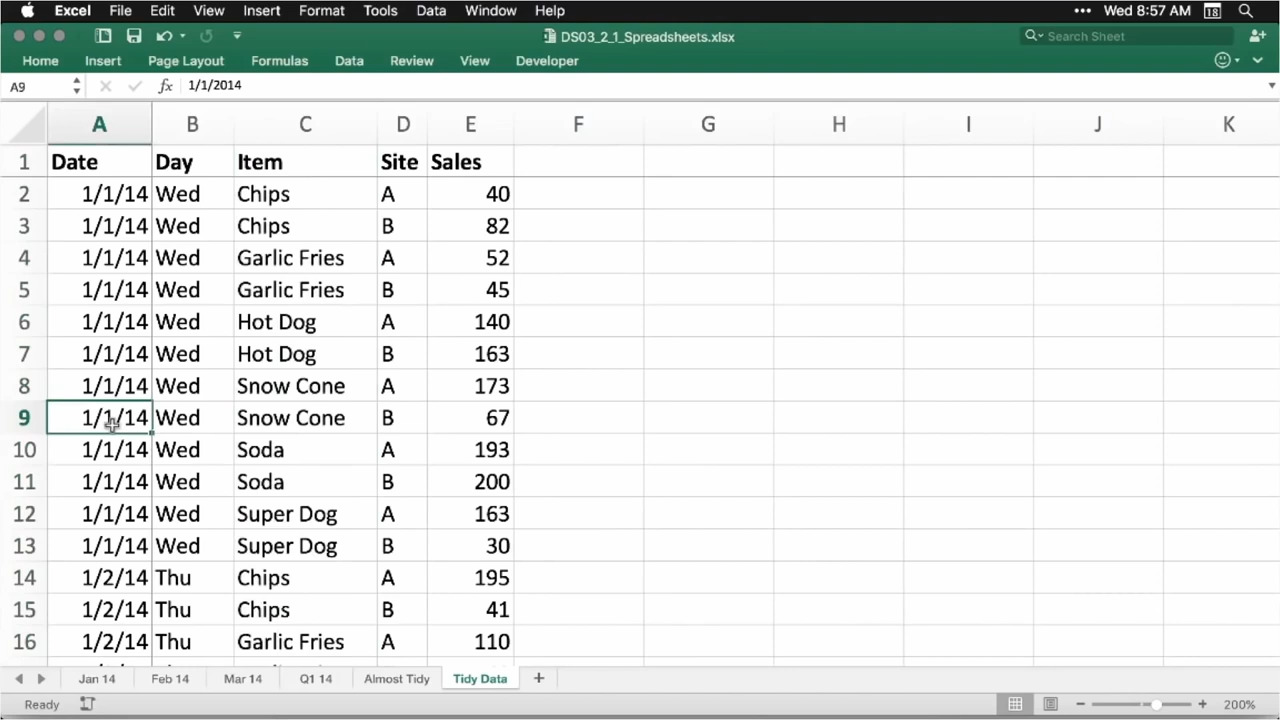 Excel File Edit View Insert Format Tools Data Window Help Wed 8:57 AM 18
DS03_2_1_Spreadsheets.xlsx Search Sheet
Home Insert Page Layout Formulas Data Review View Developer
A9 fx 1/1/2014
A B C D E F G H I J K
1 Date Day Item Site Sales
2 1/1/14 Wed Chips A 40
3 1/1/14 Wed Chips B 82
4 1/1/14 Wed Garlic Fries A 52
5 1/1/14 Wed Garlic Fries B 45
6 1/1/14 Wed Hot Dog A 140
7 1/1/14 Wed Hot Dog B 163
8 1/1/14 Wed Snow Cone A 173
9 1/1/14 Wed Snow Cone B 67
10 1/1/14 Wed Soda A 193
11 1/1/14 Wed Soda B 200
12 1/1/14 Wed Super Dog A 163
13 1/1/14 Wed Super Dog B 30
14 1/2/14 Thu Chips A 195
15 1/2/14 Thu Chips B 41
16 1/2/14 Thu Garlic Fries A 110
Jan 14 Feb 14 Mar 14 Q1 14 Almost Tidy Tidy Data +
Ready 200%